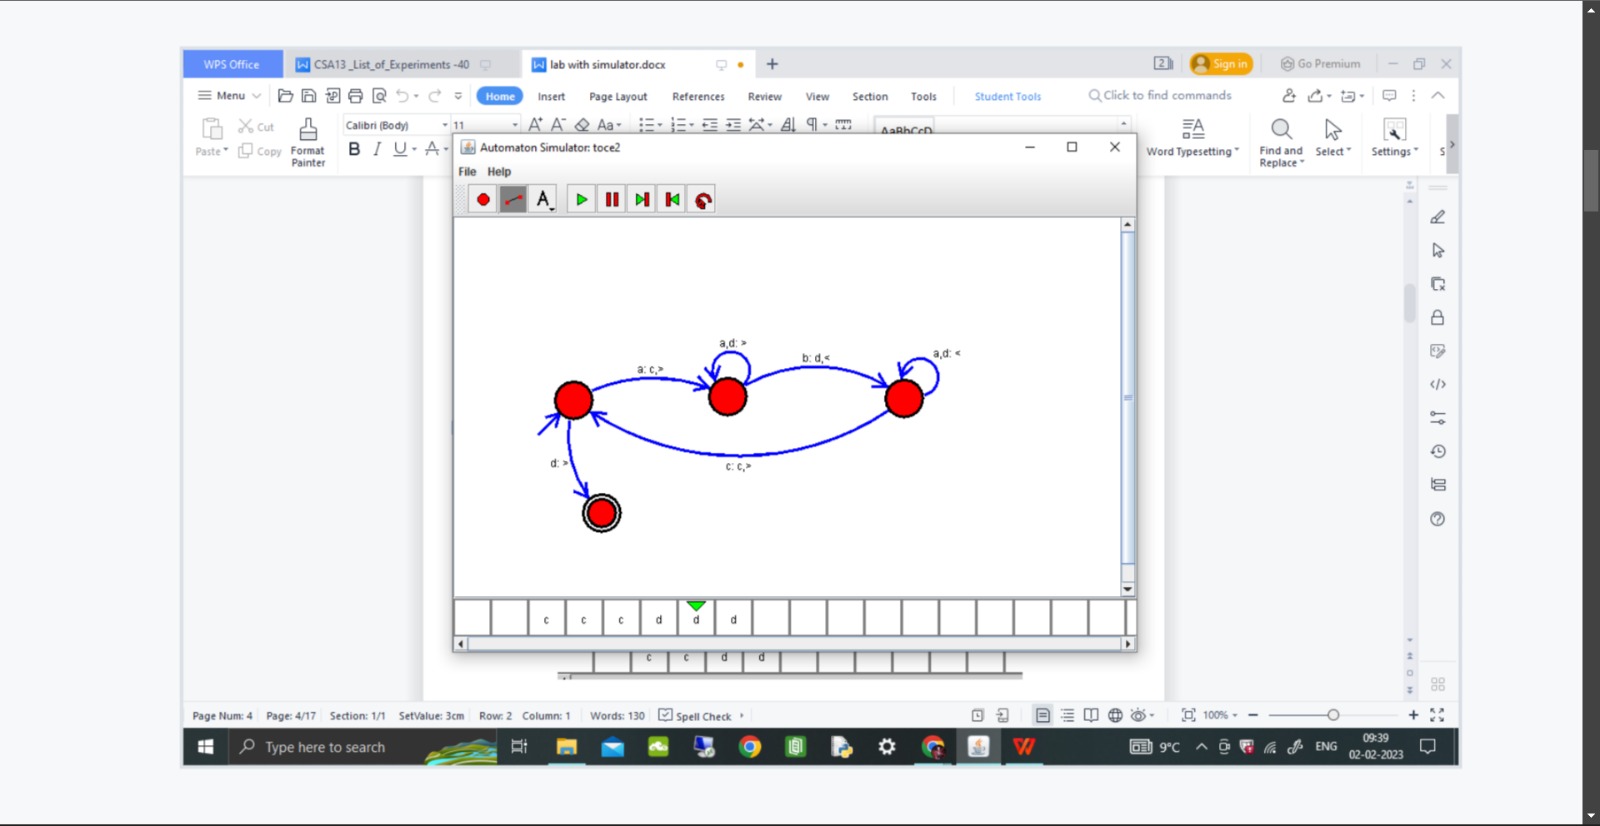 WPS Office CSA13 _List_of_Experiments -40 lab with simulator.docx + 2 Sign in Go Premium
Menu Home Insert Page Layout References Review View Section Tools Student Tools Click to find commands
Paste Cut Copy Format Painter Calibri (Body) 11 A+ A- Aa AaBbCcD Word Typesetting Find and Replace Select Settings S
B I U A
Automaton Simulator: toce2
File Help
A
a,d: >
a: c,>
b: d,<
a,d: <
d: >
c: c,>
c c c d d d
c c d d
Page Num: 4 Page: 4/17 Section: 1/1 SetValue: 3cm Row: 2 Column: 1 Words: 130 Spell Check 100%
Type here to search 9°C ENG 09:39
02-02-2023